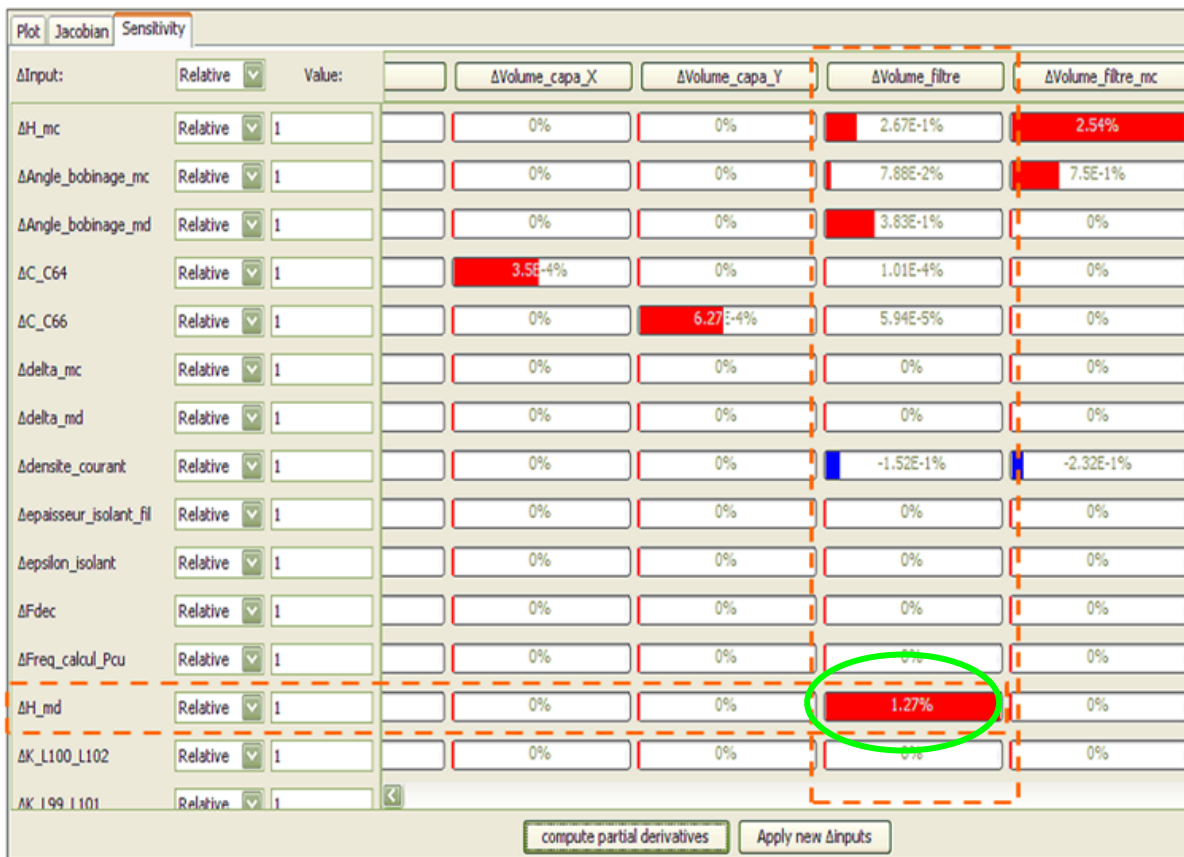 Plot Jacobian Sensitivity
ΔInput: Relative Value: ΔVolume_capa_X ΔVolume_capa_Y ΔVolume_filtre ΔVolume_filtre_mc
ΔH_mc Relative 1 0% 0% 2.67E-1% 2.54%
ΔAngle_bobinage_mc Relative 1 0% 0% 7.88E-2% 7.5E-1%
ΔAngle_bobinage_md Relative 1 0% 0% 3.83E-1% 0%
ΔC_C64 Relative 1 3.5E-4% 0% 1.01E-4% 0%
ΔC_C66 Relative 1 0% 6.27E-4% 5.94E-5% 0%
Δdelta_mc Relative 1 0% 0% 0% 0%
Δdelta_md Relative 1 0% 0% 0% 0%
Δdensite_courant Relative 1 0% 0% -1.52E-1% -2.32E-1%
Δepaisseur_isolant_fil Relative 1 0% 0% 0% 0%
Δepsilon_isolant Relative 1 0% 0% 0% 0%
ΔFdec Relative 1 0% 0% 0% 0%
ΔFreq_calcul_Pcu Relative 1 0% 0% 0% 0%
ΔH_md Relative 1 0% 0% 1.27% 0%
ΔK_L100_L102 Relative 1 0% 0% 0% 0%
ΔK_L99_L101 Relative 1
compute partial derivatives Apply new Δinputs